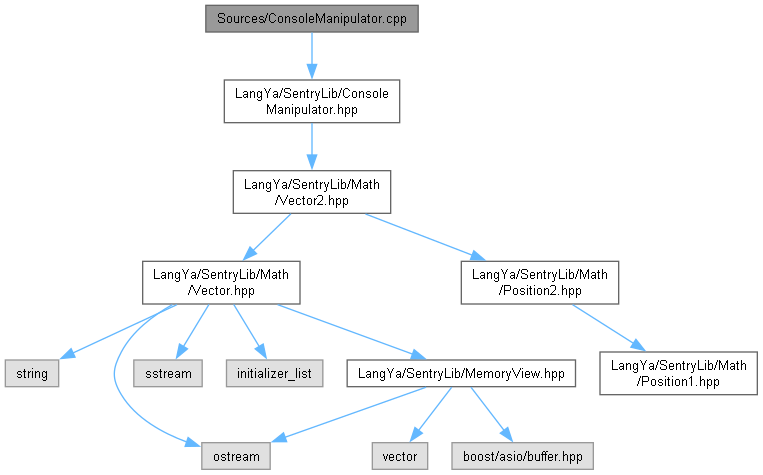 Sources/ConsoleManipulator.cpp
LangYa/SentryLib/Console
Manipulator.hpp
LangYa/SentryLib/Math
/Vector2.hpp
LangYa/SentryLib/Math
/Vector.hpp
LangYa/SentryLib/Math
/Position2.hpp
string
sstream
initializer_list
LangYa/SentryLib/MemoryView.hpp
LangYa/SentryLib/Math
/Position1.hpp
ostream
vector
boost/asio/buffer.hpp